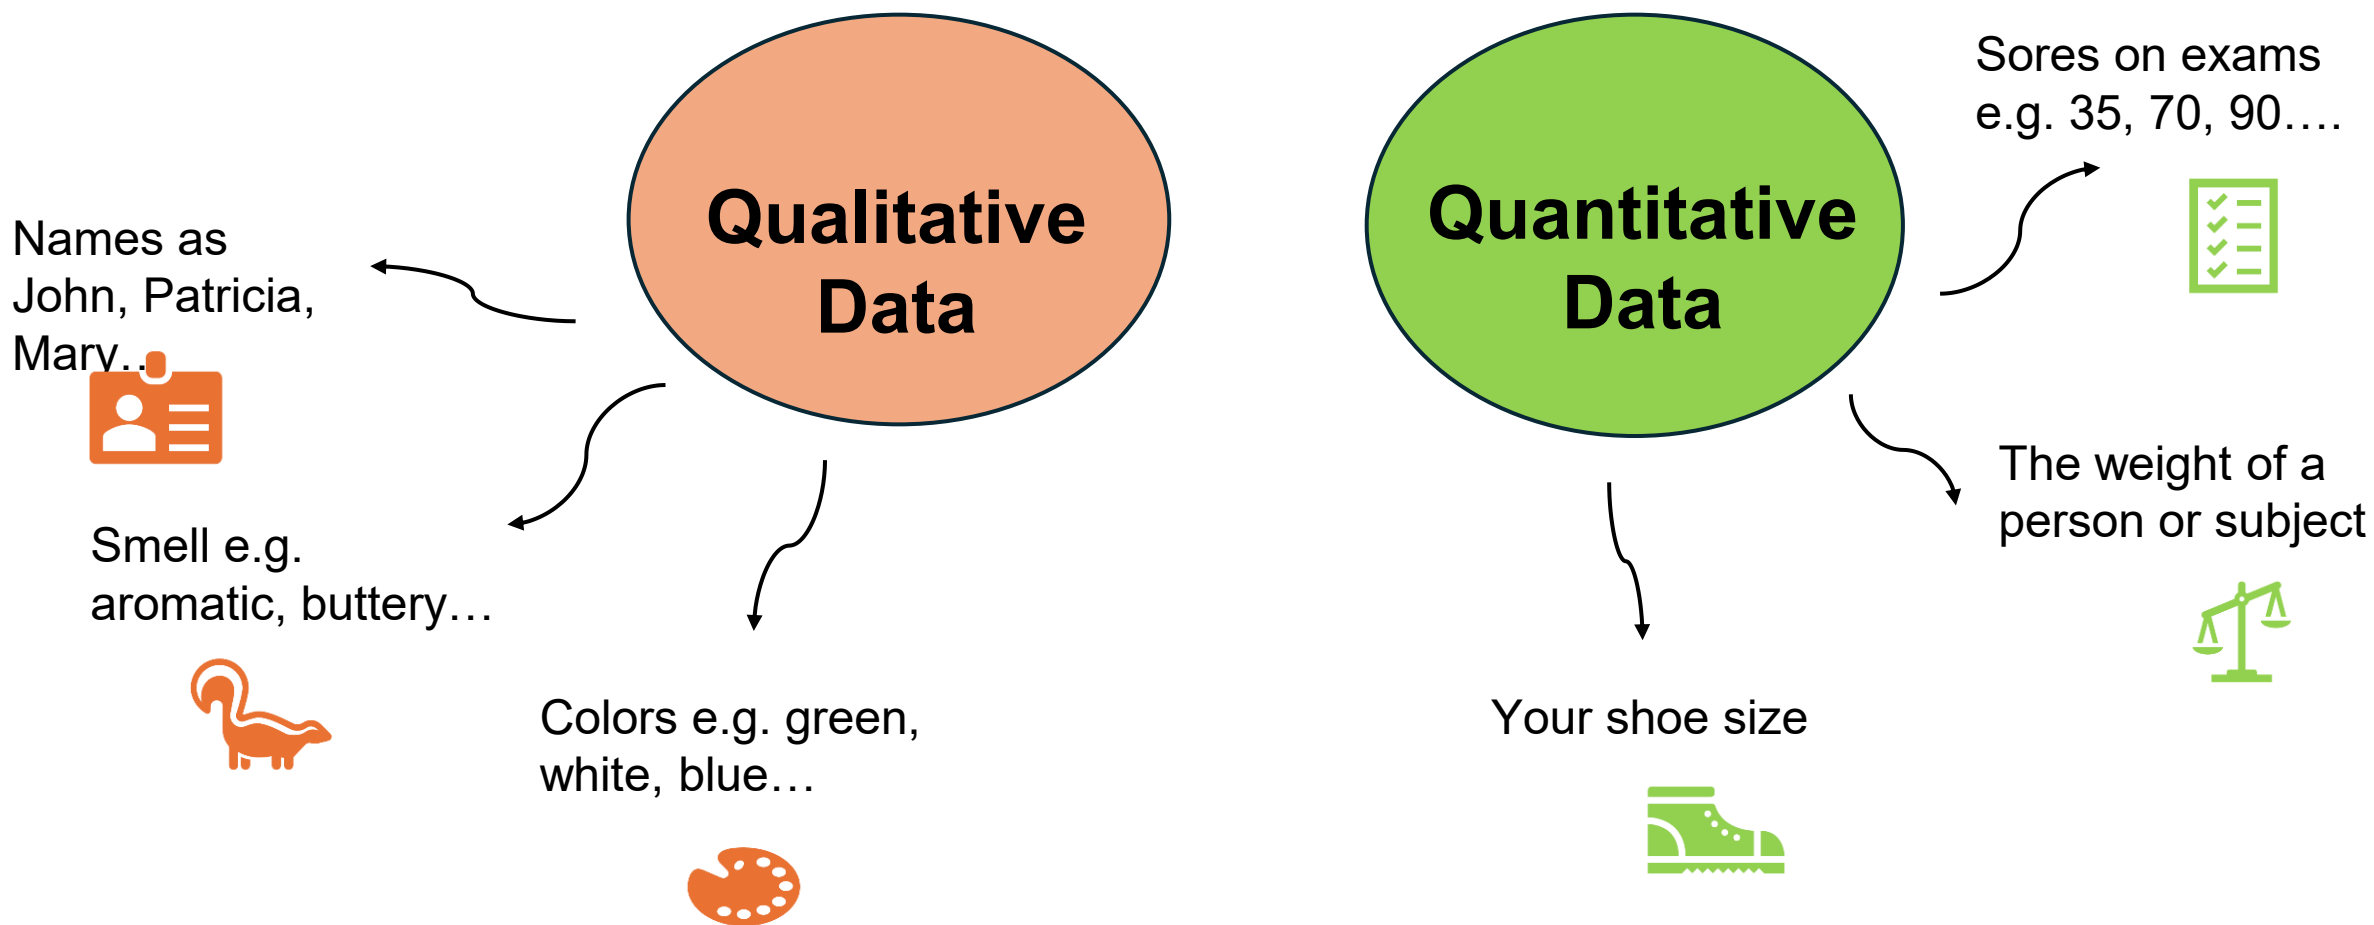 Qualitative
Data
Names as
John, Patricia,
Mary…
Smell e.g.
aromatic, buttery…
Colors e.g. green,
white, blue…
Quantitative
Data
Sores on exams
e.g. 35, 70, 90….
The weight of a
person or subject
Your shoe size